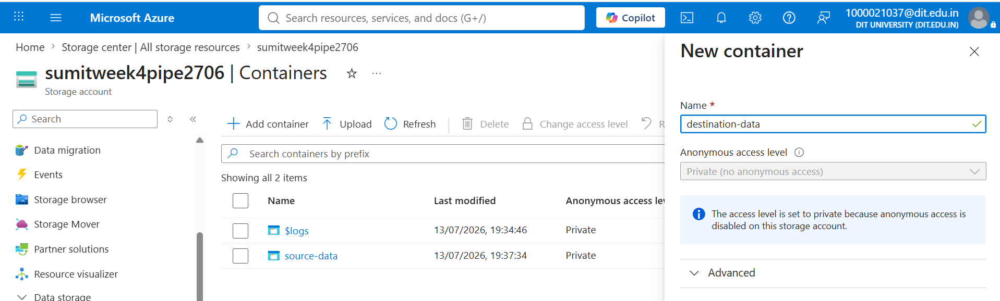 Microsoft Azure
Search resources, services, and docs (G+/)
Copilot
1000021037@dit.edu.in
DIT UNIVERSITY (DIT.EDU.IN)
Home > Storage center | All storage resources > sumitweek4pipe2706
sumitweek4pipe2706 | Containers
Storage account
Search
Data migration
Events
Storage browser
Storage Mover
Partner solutions
Resource visualizer
Data storage
Add container Upload Refresh Delete Change access level R
Search containers by prefix
Showing all 2 items
Name Last modified Anonymous access lev
$logs 13/07/2026, 19:34:46 Private
source-data 13/07/2026, 19:37:34 Private
New container
Name *
destination-data
Anonymous access level
Private (no anonymous access)
The access level is set to private because anonymous access is
disabled on this storage account.
Advanced